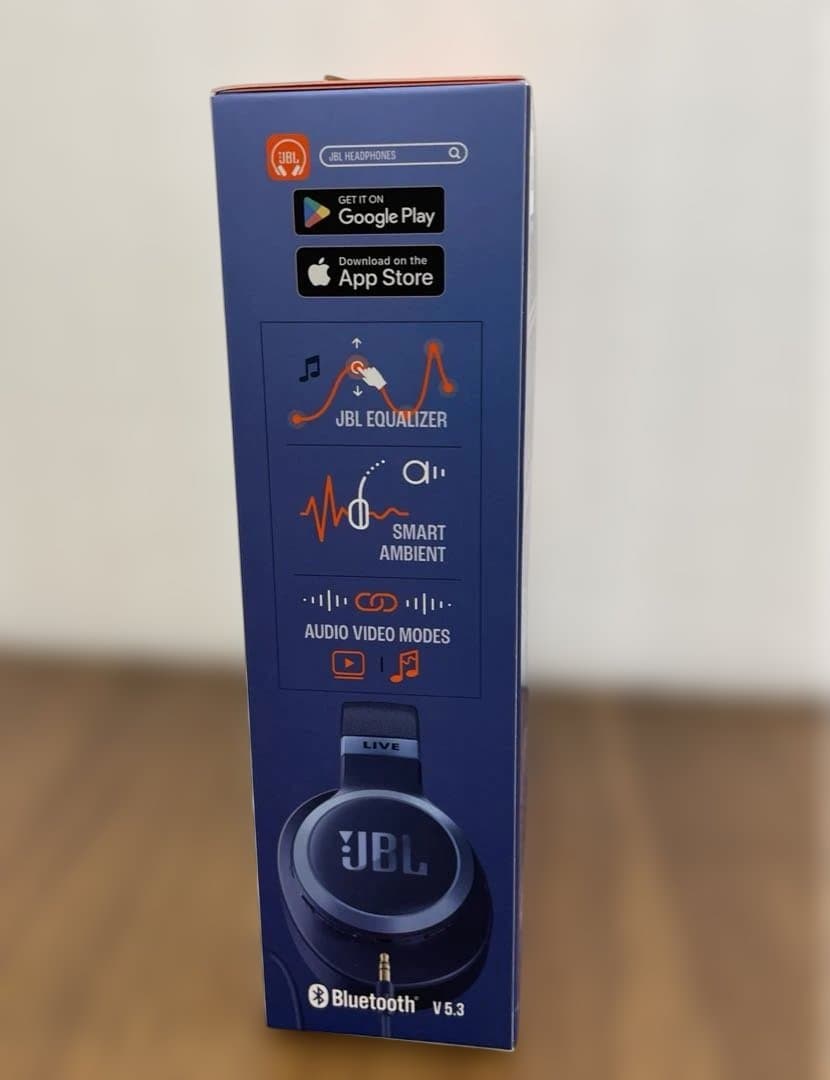 JBL
JBL HEADPHONES
GET IT ON
Google Play
Download on the
App Store
JBL EQUALIZER
SMART
AMBIENT
AUDIO VIDEO MODES
LIVE
JBL
Bluetooth® V 5.3